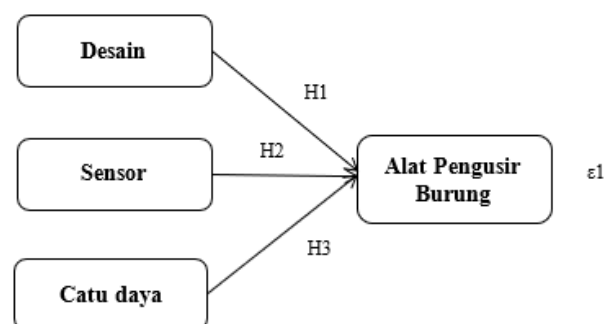 Desain
H1
H2
Sensor
Alat Pengusir
Burung
ε1
H3
Catu daya